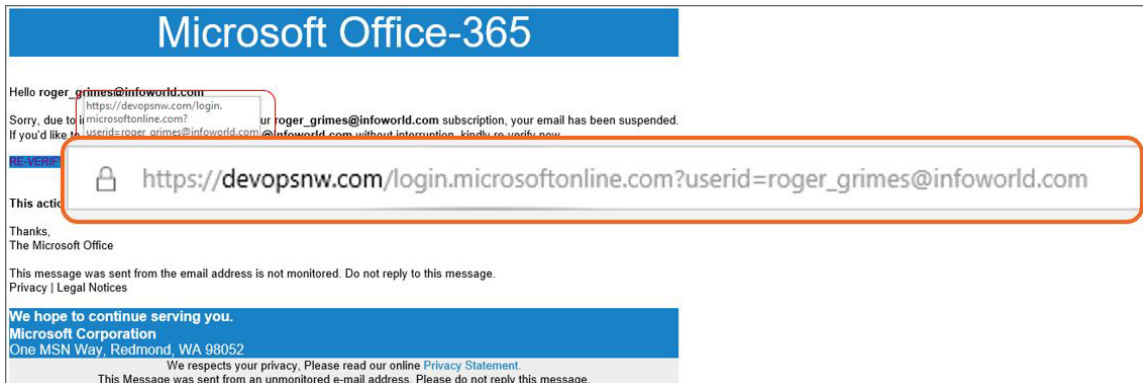 Microsoft Office-365
Hello roger_grimes@infoworld.com
https://devopsnw.com/login.
microsoftonline.com?
userid=roger_grimes@infoworld.com
Sorry, due to ur roger_grimes@infoworld.com subscription, your email has been suspended.
If you'd like to @infoworld.com without interruption, kindly re-verify now
RE-VERIF
https://devopsnw.com/login.microsoftonline.com?userid=roger_grimes@infoworld.com
This actio
Thanks,
The Microsoft Office
This message was sent from the email address is not monitored. Do not reply to this message.
Privacy | Legal Notices
We hope to continue serving you.
Microsoft Corporation
One MSN Way, Redmond, WA 98052
We respects your privacy, Please read our online Privacy Statement.
This Message was sent from an unmonitored e-mail address. Please do not reply this message.